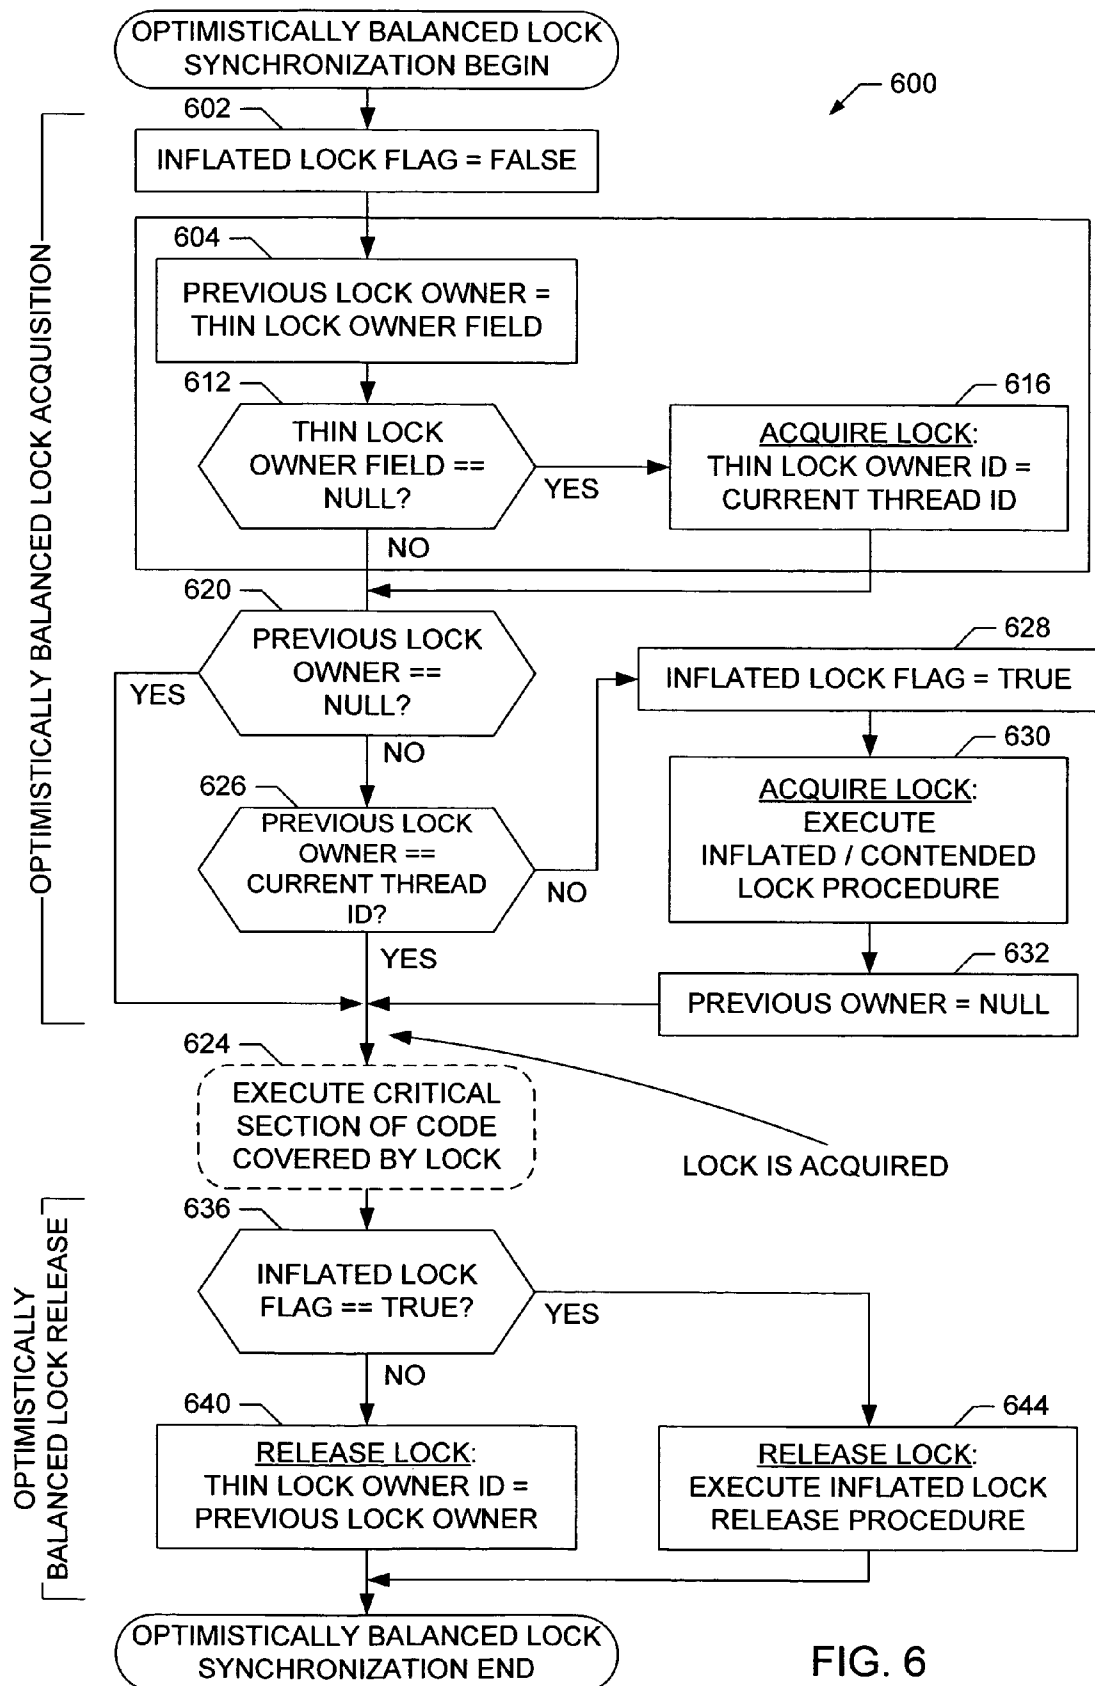 OPTIMISTICALLY BALANCED LOCK
SYNCHRONIZATION BEGIN
600
602
INFLATED LOCK FLAG = FALSE
OPTIMISTICALLY BALANCED LOCK ACQUISITION
604
PREVIOUS LOCK OWNER =
THIN LOCK OWNER FIELD
612
THIN LOCK
OWNER FIELD ==
NULL?
YES
NO
616
ACQUIRE LOCK:
THIN LOCK OWNER ID =
CURRENT THREAD ID
620
PREVIOUS LOCK
OWNER ==
NULL?
YES
NO
628
INFLATED LOCK FLAG = TRUE
626
PREVIOUS LOCK
OWNER ==
CURRENT THREAD
ID?
NO
YES
630
ACQUIRE LOCK:
EXECUTE
INFLATED / CONTENDED
LOCK PROCEDURE
632
PREVIOUS OWNER = NULL
624
EXECUTE CRITICAL
SECTION OF CODE
COVERED BY LOCK
LOCK IS ACQUIRED
OPTIMISTICALLY
BALANCED LOCK RELEASE
636
INFLATED LOCK
FLAG == TRUE?
YES
NO
640
RELEASE LOCK:
THIN LOCK OWNER ID =
PREVIOUS LOCK OWNER
644
RELEASE LOCK:
EXECUTE INFLATED LOCK
RELEASE PROCEDURE
OPTIMISTICALLY BALANCED LOCK
SYNCHRONIZATION END
FIG. 6